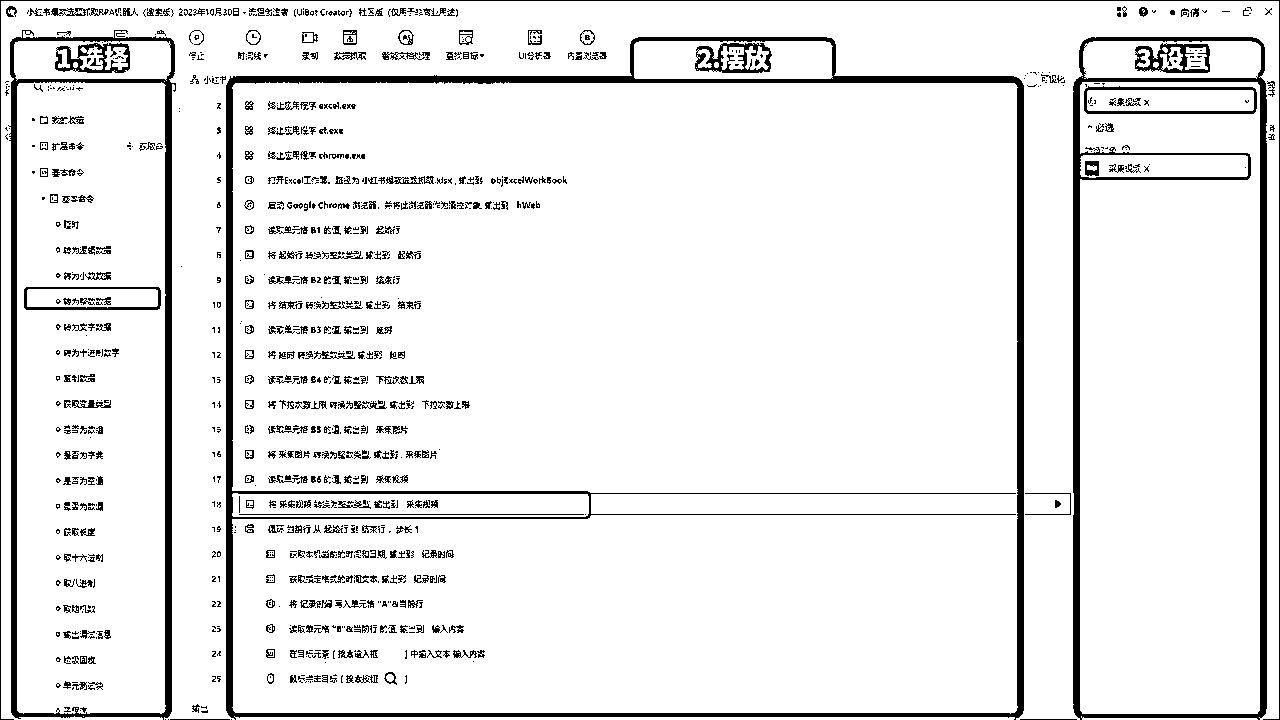 小红书爆款选题抓取RPA机器人（搜索版）2023年10月30日 - 流程创造者（UiBot Creator） 社区版（仅用于非商业用途）
停止
时间线
录制
数据抓取
智能文档处理
查找目标
UI分析器
内置浏览器
1.选择
2.摆放
3.设置
可视化
我的收藏
扩展命令
基本命令
基本命令
延时
转为逻辑数据
转为小数数据
转为整数数据
转为文字数据
转为十进制数字
复制数据
获取变量类型
是否为数组
是否为字典
是否为空值
是否为数值
获取长度
取十六进制
取八进制
取随机数
输出调试信息
垃圾回收
单元测试块
子程序
2 终止应用程序 excel.exe
3 终止应用程序 et.exe
4 终止应用程序 chrome.exe
5 打开Excel工作簿，路径为 小红书爆款选题抓取.xlsx , 输出到 objExcelWorkBook
6 启动 Google Chrome 浏览器，并将此浏览器作为操控对象, 输出到 hWeb
7 读取单元格 B1 的值, 输出到 起始行
8 将 起始行 转换为整数类型, 输出到 起始行
9 读取单元格 B2 的值, 输出到 结束行
10 将 结束行 转换为整数类型, 输出到 结束行
11 读取单元格 B3 的值, 输出到 延时
12 将 延时 转换为整数类型, 输出到 延时
13 读取单元格 B4 的值, 输出到 下拉次数上限
14 将 下拉次数上限 转换为整数类型, 输出到 下拉次数上限
15 读取单元格 B5 的值, 输出到 采集图片
16 将 采集图片 转换为整数类型, 输出到 采集图片
17 读取单元格 B6 的值, 输出到 采集视频
18 将 采集视频 转换为整数类型, 输出到 采集视频
19 循环 当前行 从 起始行 到 结束行 ，步长 1
20 获取本机当前的时间和日期, 输出到 记录时间
21 获取指定格式的时间文本, 输出到 记录时间
22 将 记录时间 写入单元格 "A"&当前行
23 读取单元格 "B"&当前行 的值, 输出到 输入内容
24 在目标元素 [ 搜索输入框 ] 中输入文本 输入内容
25 鼠标点击目标 [ 搜索按钮 ]
输出
采集视频 X
必选
转换对象
采集视频 X